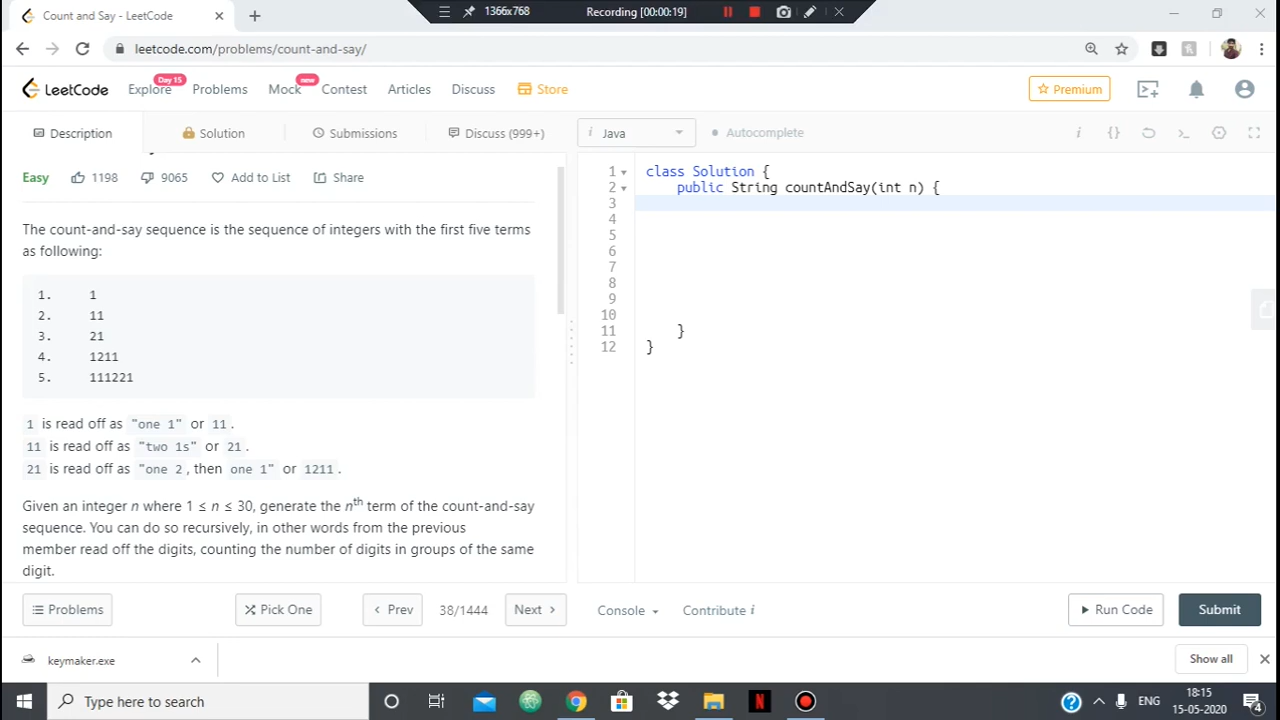 Count and Say - LeetCode
1366x768
Recording [00:00:19]
leetcode.com/problems/count-and-say/
LeetCode
Explore
Day 15
Problems
Mock
new
Contest
Articles
Discuss
Store
Premium
Description
Solution
Submissions
Discuss (999+)
i Java
Autocomplete
i {} >_
Easy
1198
9065
Add to List
Share
The count-and-say sequence is the sequence of integers with the first five terms
as following:
1. 1
2. 11
3. 21
4. 1211
5. 111221
1 is read off as "one 1" or 11.
11 is read off as "two 1s" or 21.
21 is read off as "one 2, then one 1" or 1211.
Given an integer n where 1 ≤ n ≤ 30, generate the nth term of the count-and-say
sequence. You can do so recursively, in other words from the previous
member read off the digits, counting the number of digits in groups of the same
digit.
1 class Solution {
2 public String countAndSay(int n) {
3
4
5
6
7
8
9
10
11 }
12 }
Problems
Pick One
Prev
38/1444
Next
Console
Contribute i
Run Code
Submit
keymaker.exe
Show all
Type here to search
N
ENG
18:15
15-05-2020
4